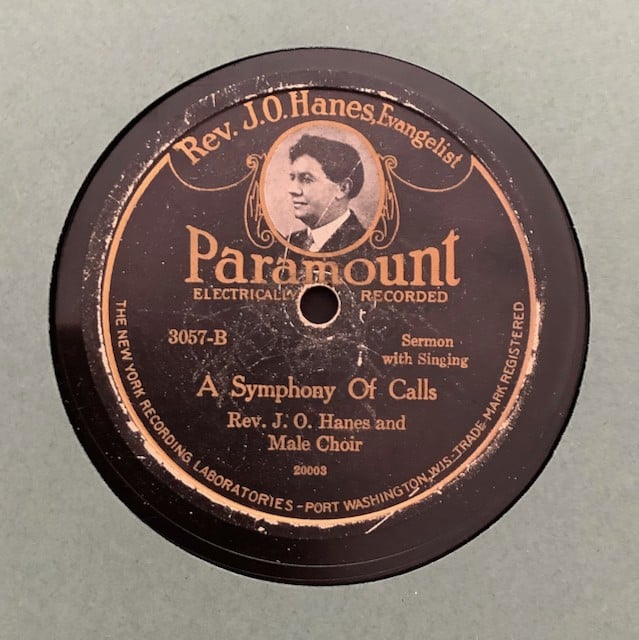 Rev. J.O. Hanes, Evangelist
Paramount
ELECTRICALLY RECORDED
3057-B
Sermon
with Singing
A Symphony Of Calls
Rev. J. O. Hanes and
Male Choir
20003
THE NEW YORK RECORDING LABORATORIES - PORT WASHINGTON, WIS. - TRADE MARK REGISTERED